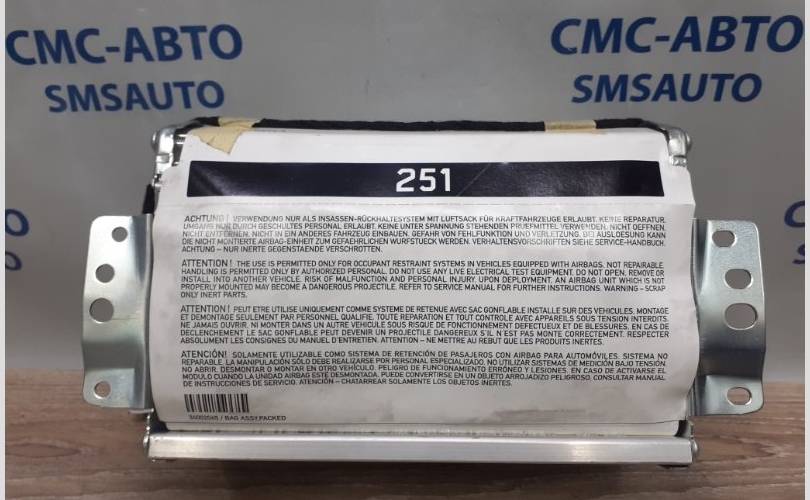 СМС-АВТО
SMSAUTO
СМС-АВТО
SMSAUTO
251
ACHTUNG! VERWENDUNG NUR ALS INSASSEN-RÜCKHALTESYSTEM MIT LUFTSACK FÜR KRAFTFAHRZEUGE ERLAUBT. KEINE REPARATUR.
UMGANG NUR DURCH GESCHULTES PERSONAL ERLAUBT. KEINE UNTER SPANNUNG STEHENDEN PRUEFMITTEL VERWENDEN. NICHT OEFFNEN,
NICHT ENTFERNEN. NICHT IN EIN ANDERES FAHRZEUG EINBAUEN. GEFAHR VON FEHLFUNKTION UND VERLETZUNG. BEI AUSLOESUNG KANN
DIE NICHT MONTIERTE AIRBAG-EINHEIT ZUM GEFAEHRLICHEN WURFSTUECK WERDEN. VERHALTENSVORSCHRIFTEN SIEHE SERVICE-HANDBUCH.
ACHTUNG – NUR INERTE GEGENSTAENDE VERSCHROTTEN.
ATTENTION! THE USE IS PERMITTED ONLY FOR OCCUPANT RESTRAINT SYSTEMS IN VEHICLES EQUIPPED WITH AIRBAGS. NOT REPAIRABLE.
HANDLING IS PERMITTED ONLY BY AUTHORIZED PERSONAL. DO NOT USE ANY LIVE ELECTRICAL TEST EQUIPMENT. DO NOT OPEN, REMOVE OR
INSTALL INTO ANOTHER VEHICLE. RISK OF MALFUNCTION AND PERSONAL INJURY UPON DEPLOYMENT. AN AIRBAG UNIT WHICH IS NOT
PROPERLY MOUNTED MAY BECOME A DANGEROUS PROJECTILE. REFER TO SERVICE MANUAL FOR FURTHER INSTRUCTIONS. WARNING – SCRAP
ONLY INERT PARTS.
ATTENTION! PEUT ETRE UTILISE UNIQUEMENT COMME SYSTEME DE RETENUE AVEC SAC GONFLABLE INSTALLE SUR DES VEHICULES. MONTAGE
ET DEMONTAGE SEULEMENT PAR PERSONNEL QUALIFIE. TOUTE REPARATION ET TOUT CONTROLE AVEC APPAREILS SOUS TENSION INTERDITS.
NE JAMAIS OUVRIR, NI MONTER DANS UN AUTRE VEHICULE SOUS RISQUE DE FONCTIONNEMENT DEFECTUEUX ET DE BLESSURES. EN CAS DE
DECLENCHEMENT LE SAC GONFLABLE PEUT DEVENIR UN PROJECTILE DANGEREUX S'IL N'EST PAS MONTE CORRECTEMENT. RESPECTER
ABSOLUMENT LES CONSIGNES DU MANUEL D'ENTRETIEN. ATTENTION – NE METTRE AU REBUT QUE LES PRODUITS INERTES.
ATENCIÓN! SOLAMENTE UTILIZABLE COMO SISTEMA DE RETENCIÓN DE PASAJEROS CON AIRBAG PARA AUTOMÓVILES. SISTEMA NO
REPARABLE. LA MANIPULACIÓN SÓLO DEBE REALIZARSE POR PERSONAL ESPECIALIZADO. NO UTILIZAR SISTEMAS DE MEDICIÓN BAJO TENSIÓN.
NO ABRIR, DESMONTAR O MONTAR EN OTRO VEHÍCULO. PELIGRO DE FUNCIONAMIENTO ERRÓNEO Y LESIONES. EN CASO DE ACTIVARSE EL
MODULO CUANDO LA UNIDAD AIRBAG ESTÉ DESMONTADA, PUEDE CONVERTIRSE EN UN OBJETO ARROJADIZO PELIGROSO. CONSULTAR MANUAL
DE INSTRUCCIONES DE SERVICIO. ATENCIÓN – CHATARREAR SOLAMENTE LOS OBJETOS INERTES.
/ BAG ASSY.PACKED